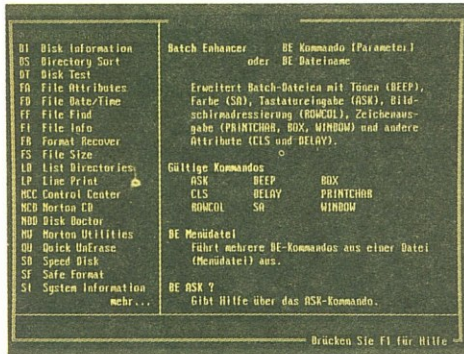 DI Disk Information
DS Directory Sort
DT Disk Test
FA File Attributes
FD File Date/Time
FF File Find
FI File Info
FR Format Recover
FS File Size
LD List Directories
LP Line Print
NCC Control Center
NCD Norton CD
NDD Disk Doctor
NU Norton Utilities
QU Quick UnErase
SD Speed Disk
SF Safe Format
SI System Information
mehr...
Batch Enhancer BE Kommando [Parameter]
oder BE Dateiname
Erweitert Batch-Dateien mit Tönen (BEEP),
Farbe (SA), Tastatureingabe (ASK), Bild-
schirmadressierung (ROWCOL), Zeichenaus-
gabe (PRINTCHAR, BOX, WINDOW) und andere
Attribute (CLS und DELAY).
Gültige Kommandos
ASK BEEP BOX
CLS DELAY PRINTCHAR
ROWCOL SA WINDOW
BE Menüdatei
Führt mehrere BE-Kommandos aus einer Datei
(Menüdatei) aus.
BE ASK ?
Gibt Hilfe über das ASK-Kommando.
Drücken Sie F1 für Hilfe